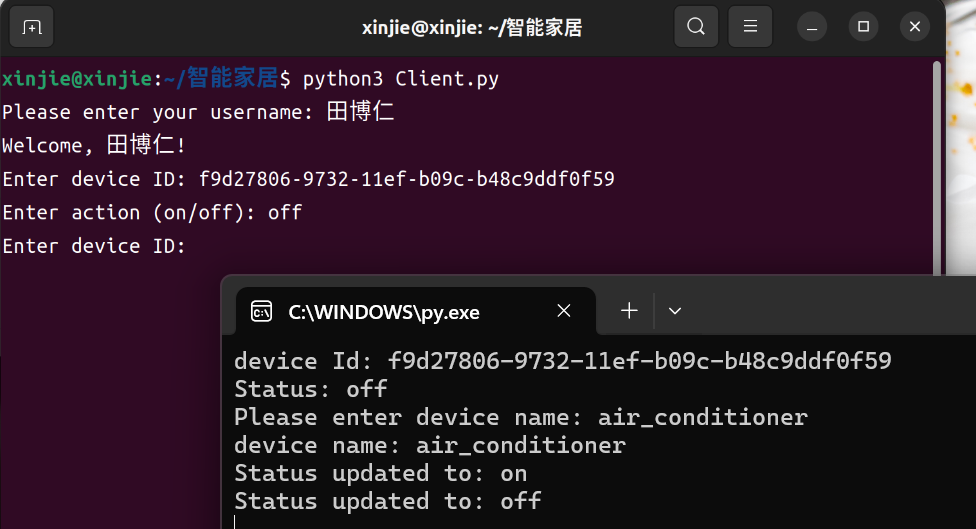 xinjie@xinjie: ~/智能家居
xinjie@xinjie:~/智能家居$ python3 Client.py
Please enter your username: 田博仁
Welcome, 田博仁!
Enter device ID: f9d27806-9732-11ef-b09c-b48c9ddf0f59
Enter action (on/off): off
Enter device ID:
C:\WINDOWS\py.exe
device Id: f9d27806-9732-11ef-b09c-b48c9ddf0f59
Status: off
Please enter device name: air_conditioner
device name: air_conditioner
Status updated to: on
Status updated to: off